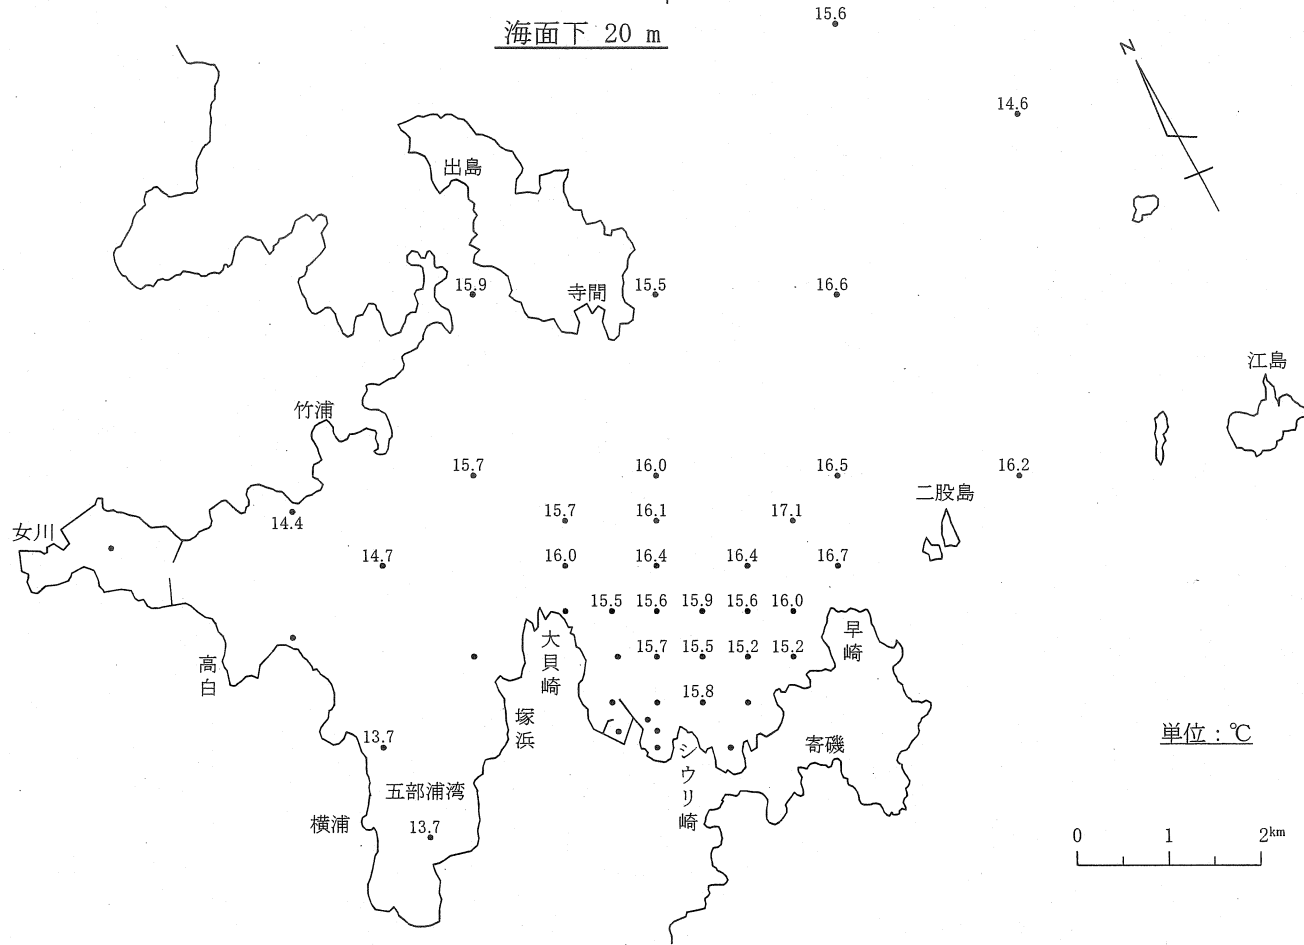 15.6
海面下 20 m
N
14.6
出島
15.9
寺間
15.5
16.6
江島
竹浦
15.7
16.0
16.5
16.2
二股島
14.4
15.7
16.1
17.1
女川
14.7
16.0
16.4
16.4
16.7
15.5
15.6
15.9
15.6
16.0
大貝崎
早崎
15.7
15.5
15.2
15.2
高白
15.8
塚浜
13.7
シウリ崎
寄磯
単位：℃
五部浦湾
横浦
13.7
0 1 2km